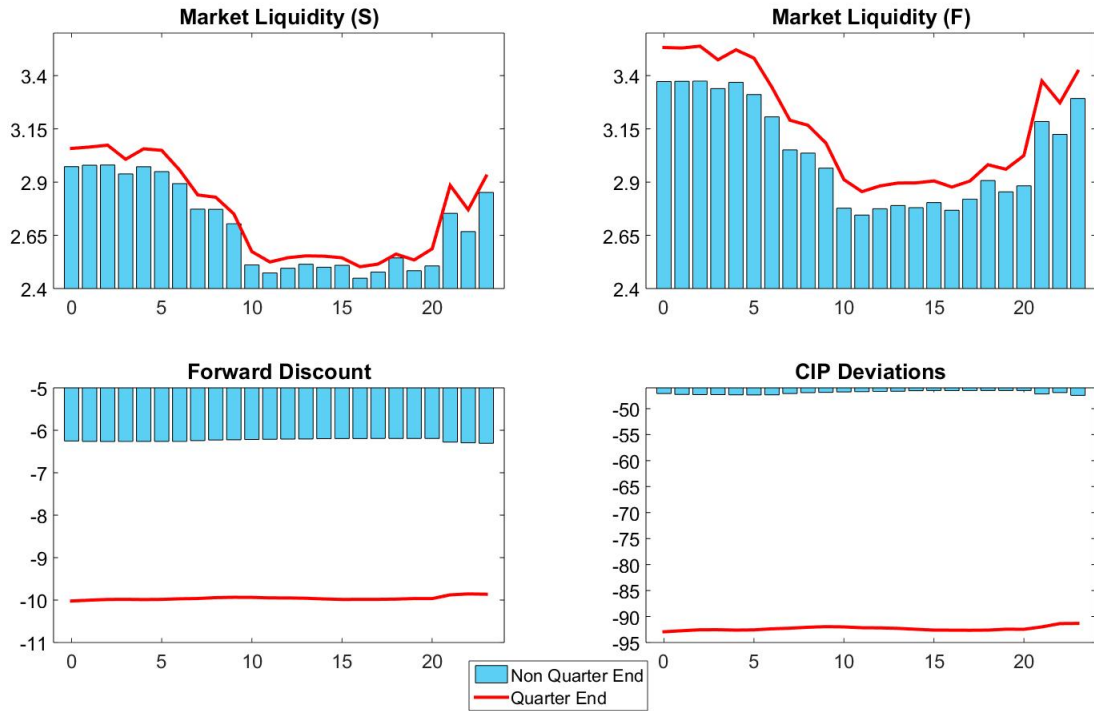 Market Liquidity (S)
3.4
3.15
2.9
2.65
2.4
0 5 10 15 20
Market Liquidity (F)
3.4
3.15
2.9
2.65
2.4
0 5 10 15 20
Forward Discount
-5
-6
-7
-8
-9
-10
-11
0 5 10 15 20
CIP Deviations
-50
-55
-60
-65
-70
-75
-80
-85
-90
-95
0 5 10 15 20
Non Quarter End
Quarter End